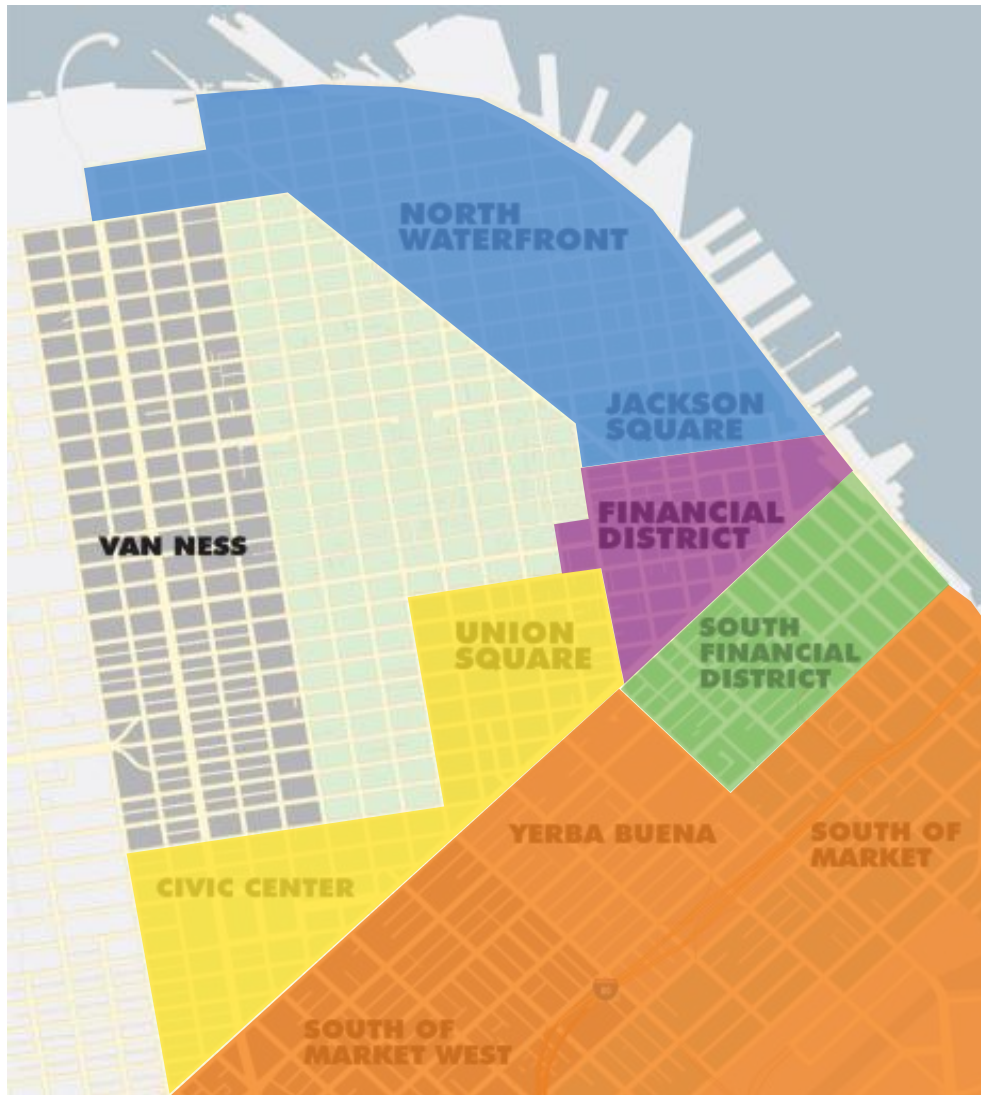 NORTH
WATERFRONT
JACKSON
SQUARE
FINANCIAL
DISTRICT
VAN NESS
UNION
SQUARE
SOUTH
FINANCIAL
DISTRICT
YERBA BUENA
SOUTH OF
MARKET
CIVIC CENTER
SOUTH OF
MARKET WEST